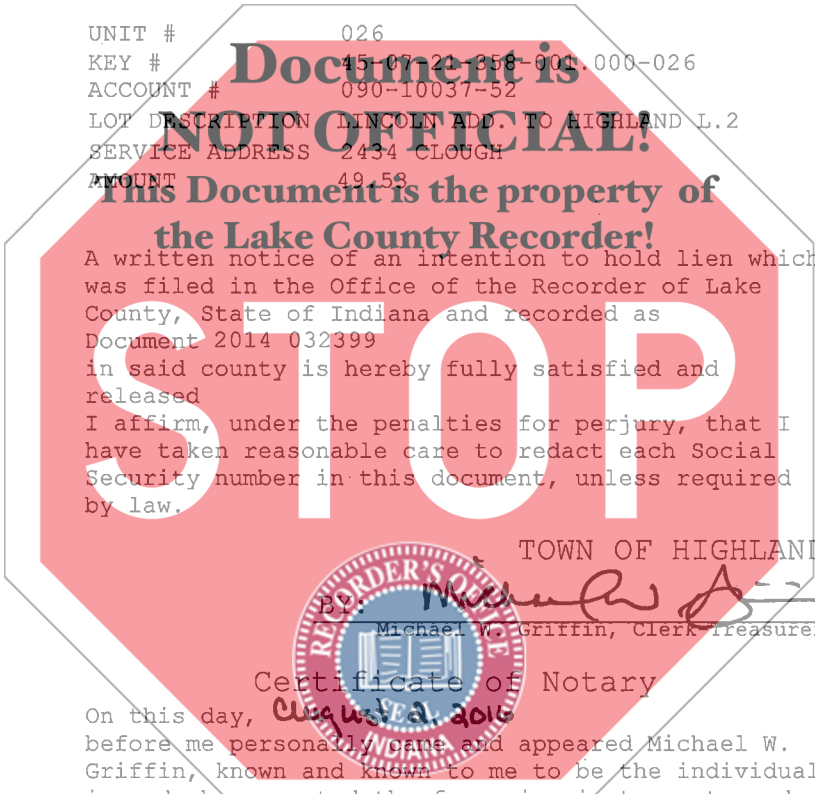 UNIT # 026
KEY # 45-07-21-358-001.000-026
ACCOUNT # 090-10037-52
LOT DESCRIPTION LINCOLN ADD. TO HIGHLAND L.2
SERVICE ADDRESS 2434 CLOUGH
AMOUNT 49.53
Document is
NOT OFFICIAL!
This Document is the property of
the Lake County Recorder!
STOP
A written notice of an intention to hold lien which
was filed in the Office of the Recorder of Lake
County, State of Indiana and recorded as
Document 2014 032399
in said county is hereby fully satisfied and
released
I affirm, under the penalties for perjury, that I
have taken reasonable care to redact each Social
Security number in this document, unless required
by law.
TOWN OF HIGHLAND
BY:
Michael W. Griffin, Clerk-Treasurer
RECORDER'S OFFICE
SEAL
INDIANA
Certificate of Notary
On this day, August 2, 2016
before me personally came and appeared Michael W.
Griffin, known and known to me to be the individual